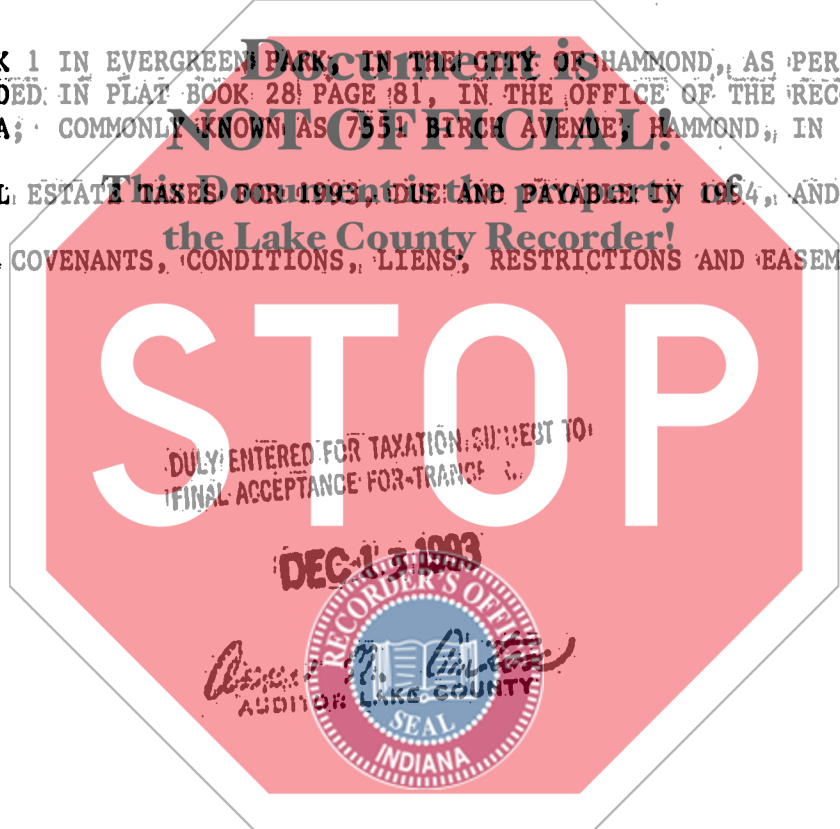 K 1 IN EVERGREEN PARK, IN THE CITY OF HAMMOND, AS PER
Document is
DED IN PLAT BOOK 28 PAGE 81, IN THE OFFICE OF THE REC
A; COMMONLY KNOWN AS BIRCH AVENUE, HAMMOND, IN
NOT OFFICIAL!
L ESTATE TAXES FOR 1993, DUE AND PAYABLE IN 1994, AND
This Document is the property of
the Lake County Recorder!
COVENANTS, CONDITIONS, LIENS, RESTRICTIONS AND EASEM
STOP
DULY ENTERED FOR TAXATION SUBJECT TO
FINAL ACCEPTANCE FOR TRANSF
DEC 1 1993
RECORDER'S OFFICE
AUDITOR LAKE COUNTY
SEAL
INDIANA